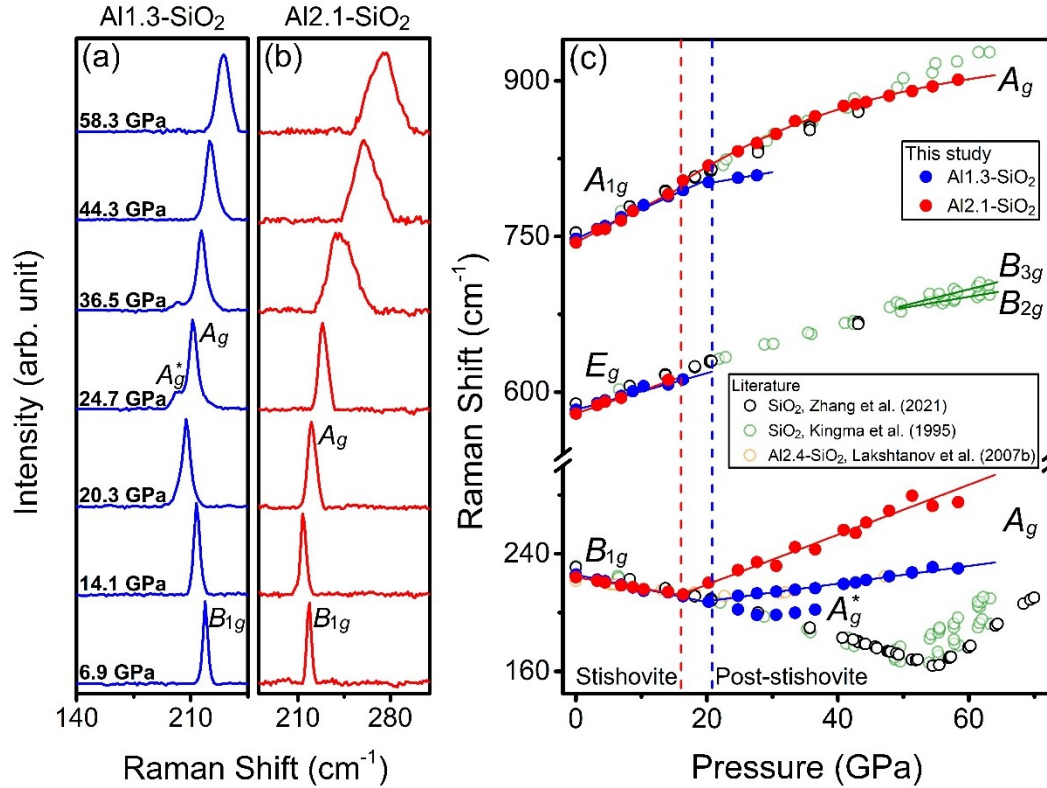 Al1.3-SiO₂
Al2.1-SiO₂
(a)
(b)
(c)
58.3 GPa
44.3 GPa
36.5 GPa
24.7 GPa
20.3 GPa
14.1 GPa
6.9 GPa
Ag
A*g
Ag
B1g
B1g
Intensity (arb. unit)
140
210
210
280
Raman Shift (cm⁻¹)
Raman Shift (cm⁻¹)
900
750
600
240
160
A1g
Ag
This study
Al1.3-SiO₂
Al2.1-SiO₂
B3g
B2g
Eg
Literature
SiO₂, Zhang et al. (2021)
SiO₂, Kingma et al. (1995)
Al2.4-SiO₂, Lakshtanov et al. (2007b)
B1g
Ag
A*g
Stishovite
Post-stishovite
0
20
40
60
Pressure (GPa)